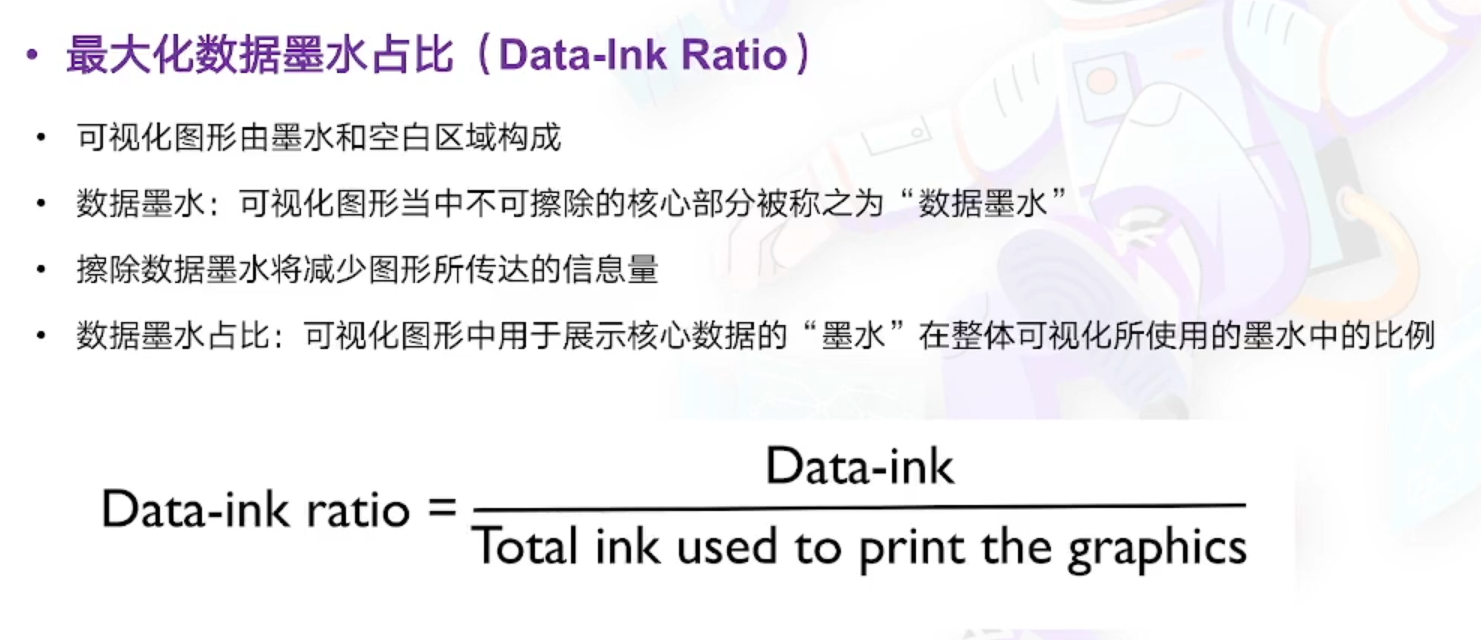 • 最大化数据墨水占比（Data-Ink Ratio）
• 可视化图形由墨水和空白区域构成
• 数据墨水：可视化图形当中不可擦除的核心部分被称之为“数据墨水”
• 擦除数据墨水将减少图形所传达的信息量
• 数据墨水占比：可视化图形中用于展示核心数据的“墨水”在整体可视化所使用的墨水中的比例
Data-ink
Data-ink ratio =
Total ink used to print the graphics